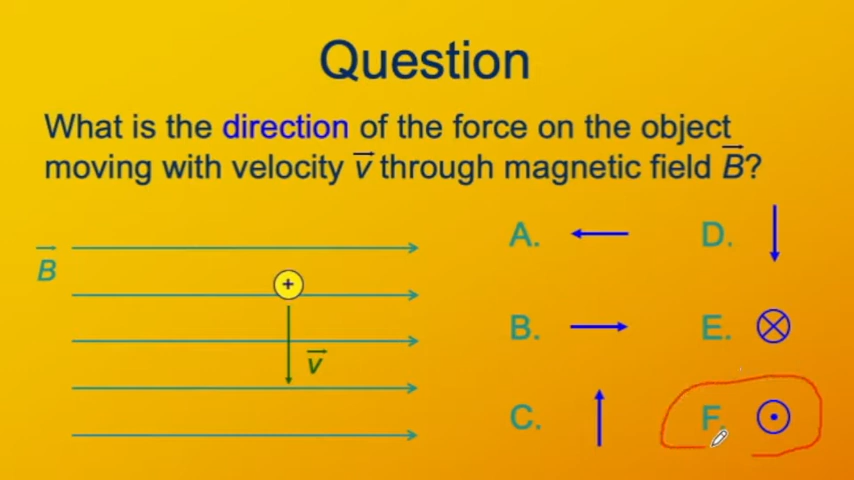 Question
What is the direction of the force on the object
moving with velocity v through magnetic field B?
B
+
v
A.
B.
C.
D.
E.
F.